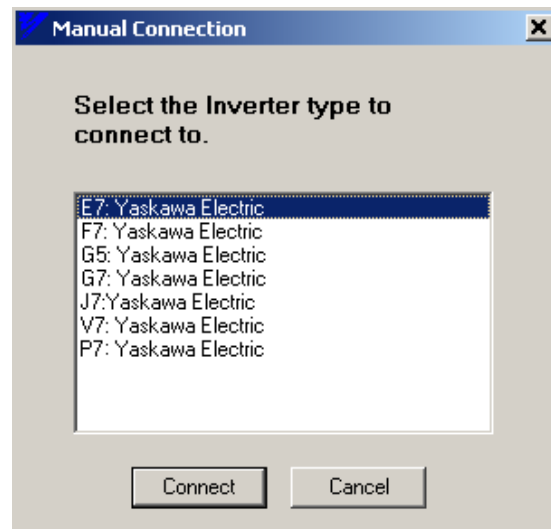 Manual Connection
Select the Inverter type to
connect to.
E7: Yaskawa Electric
F7: Yaskawa Electric
G5: Yaskawa Electric
G7: Yaskawa Electric
J7:Yaskawa Electric
V7: Yaskawa Electric
P7: Yaskawa Electric
Connect Cancel